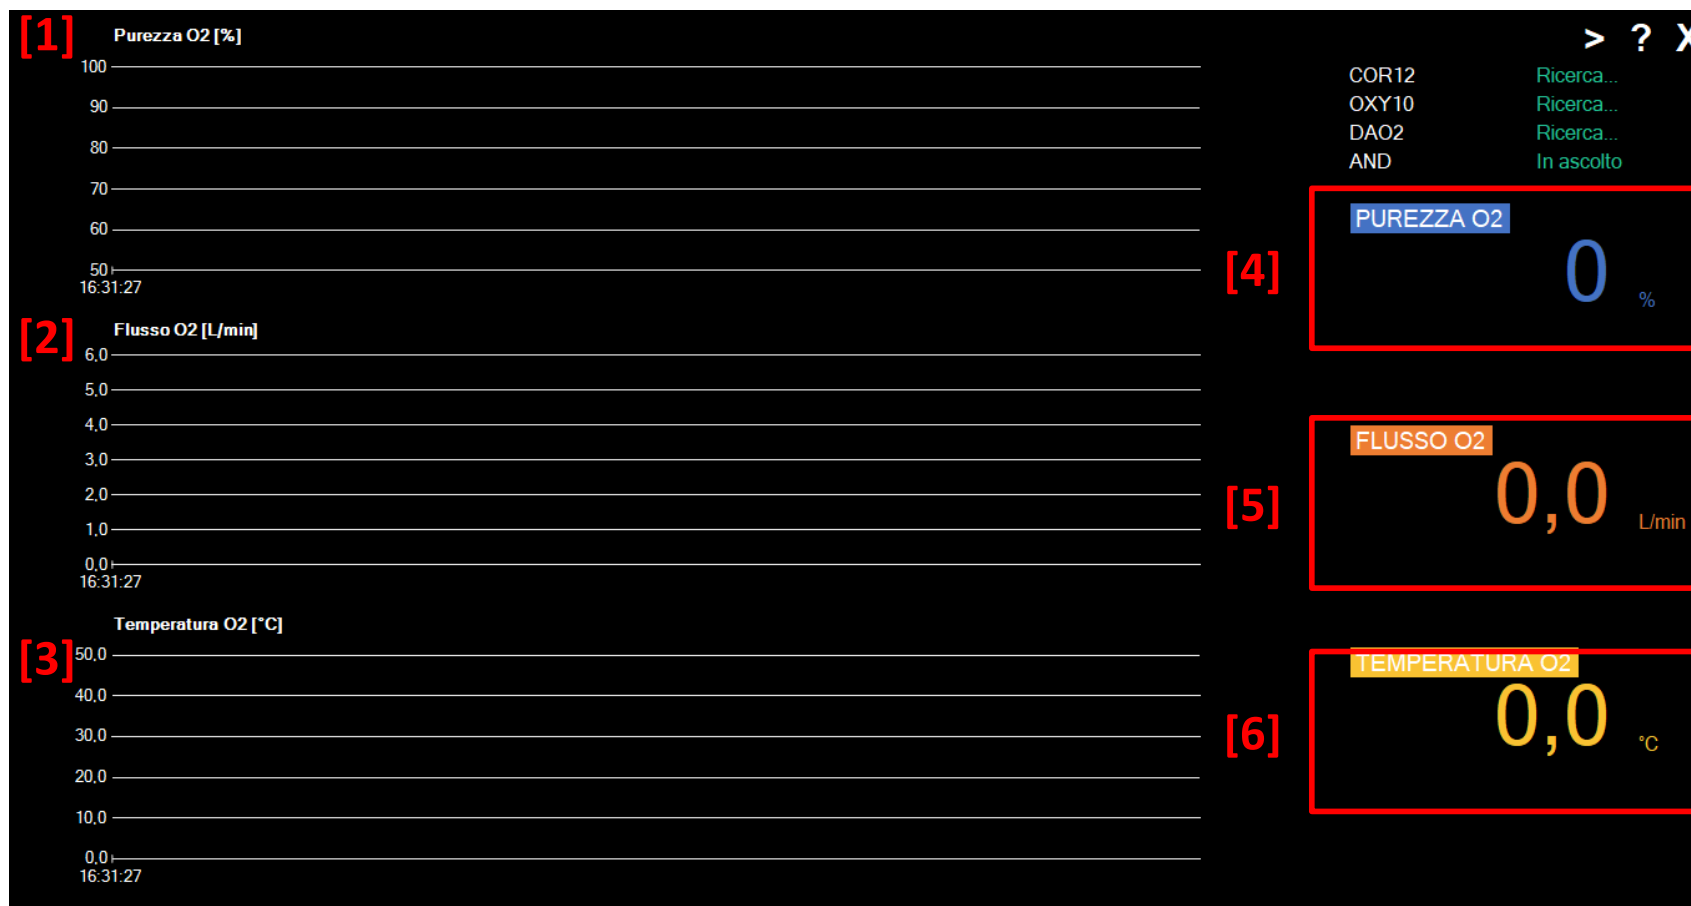 [1] Purezza O2 [%]
100
90
80
70
60
50
16:31:27
[2] Flusso O2 [L/min]
6,0
5,0
4,0
3,0
2,0
1,0
0,0
16:31:27
Temperatura O2 [°C]
[3] 50,0
40,0
30,0
20,0
10,0
0,0
16:31:27
> ? X
COR12 Ricerca...
OXY10 Ricerca...
DAO2 Ricerca...
AND In ascolto
PUREZZA O2
[4] 0 %
FLUSSO O2
[5] 0,0 L/min
TEMPERATURA O2
[6] 0,0 °C